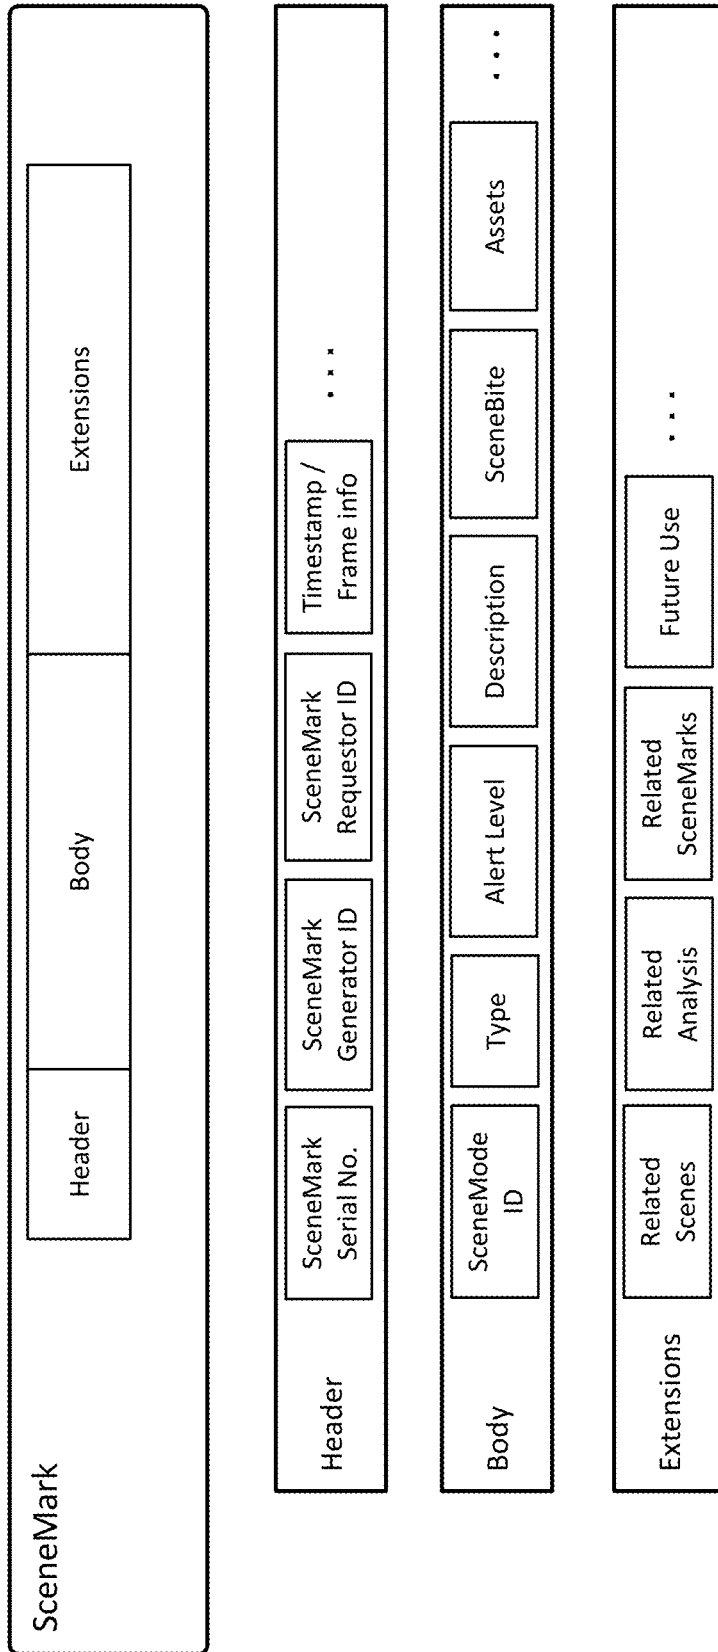 SceneMark
Header
Body
Extensions
Header
SceneMark
Serial No.
SceneMark
Generator ID
SceneMark
Requestor ID
Timestamp /
Frame info
...
Body
SceneMode
ID
Type
Alert Level
Description
SceneBite
Assets
...
Extensions
Related
Scenes
Related
Analysis
Related
SceneMarks
Future Use
...